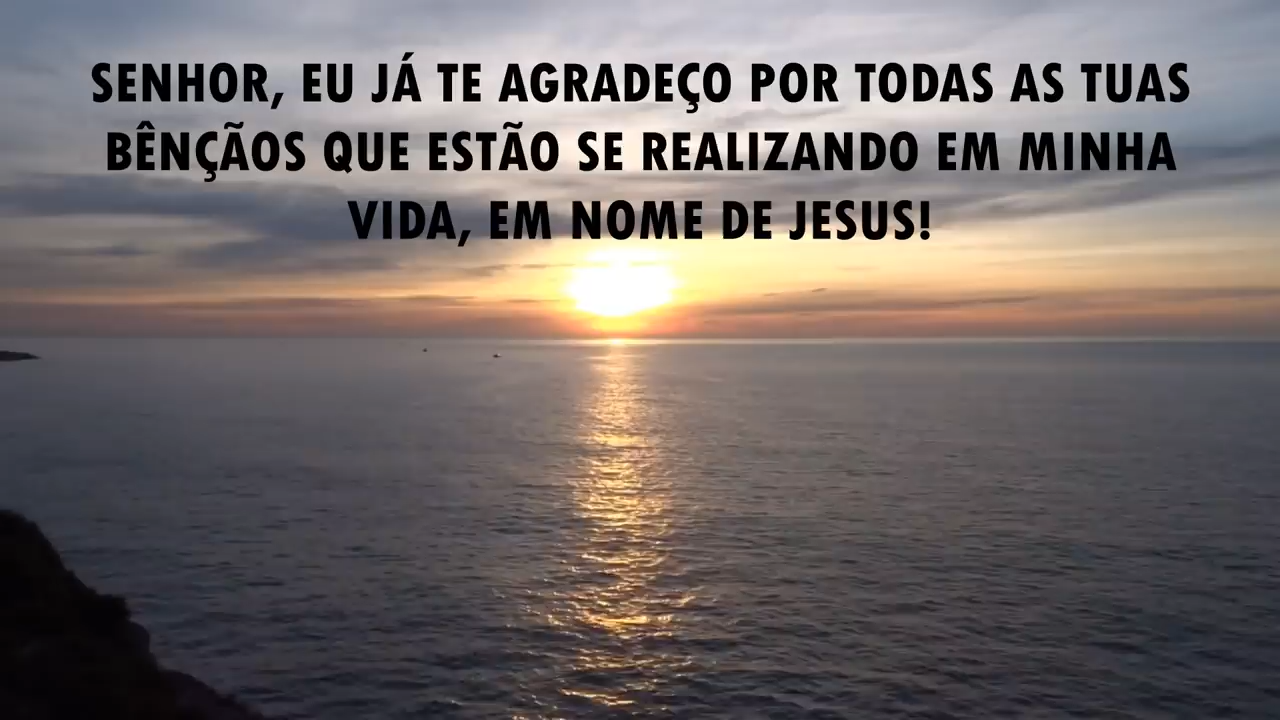 SENHOR, EU JÁ TE AGRADEÇO POR TODAS AS TUAS
BÊNÇÃOS QUE ESTÃO SE REALIZANDO EM MINHA
VIDA, EM NOME DE JESUS!